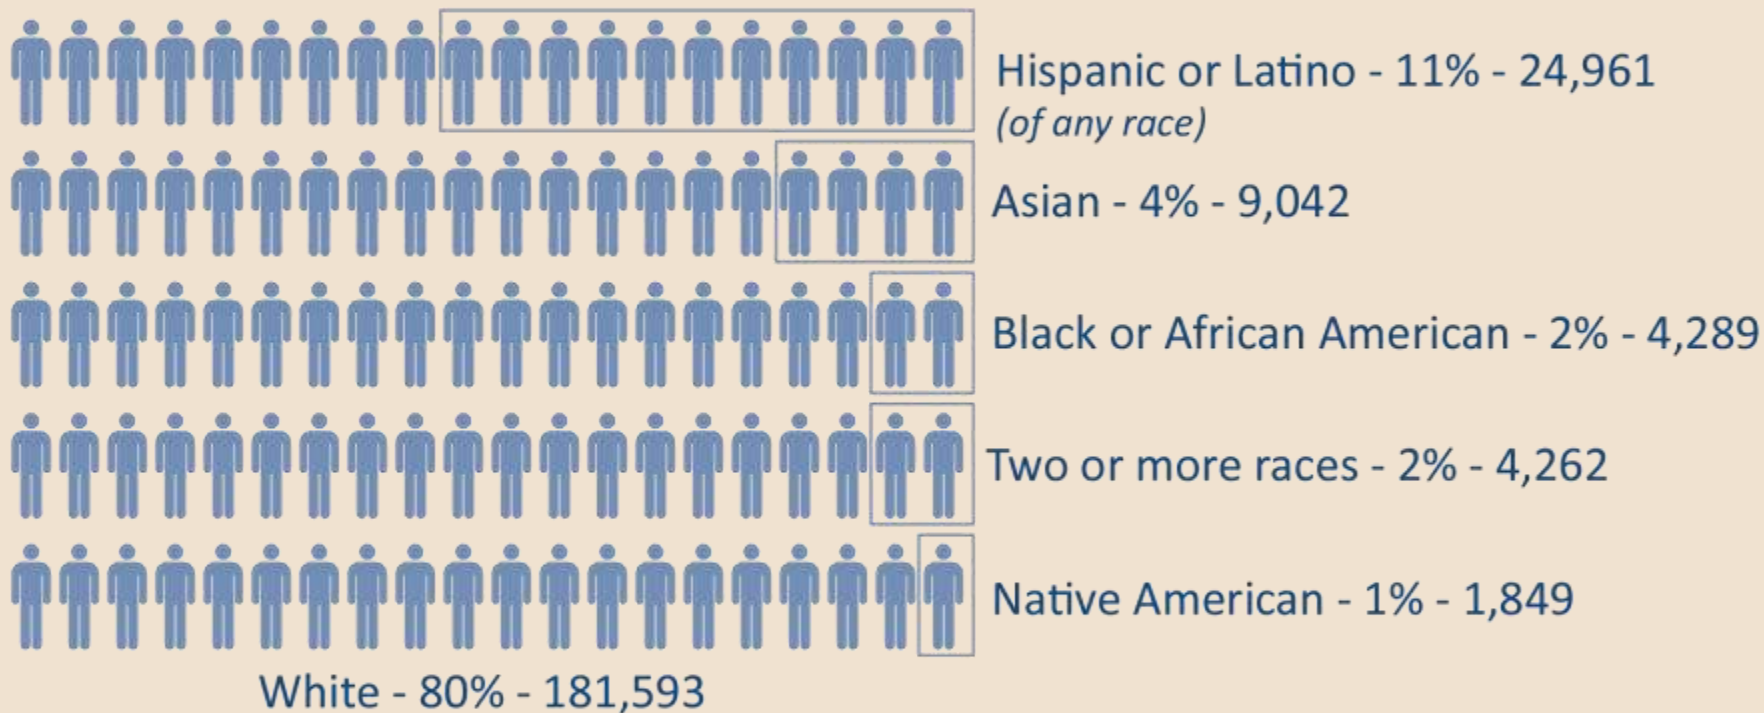 Hispanic or Latino - 11% - 24,961
(of any race)
Asian - 4% - 9,042
Black or African American - 2% - 4,289
Two or more races - 2% - 4,262
Native American - 1% - 1,849
White - 80% - 181,593